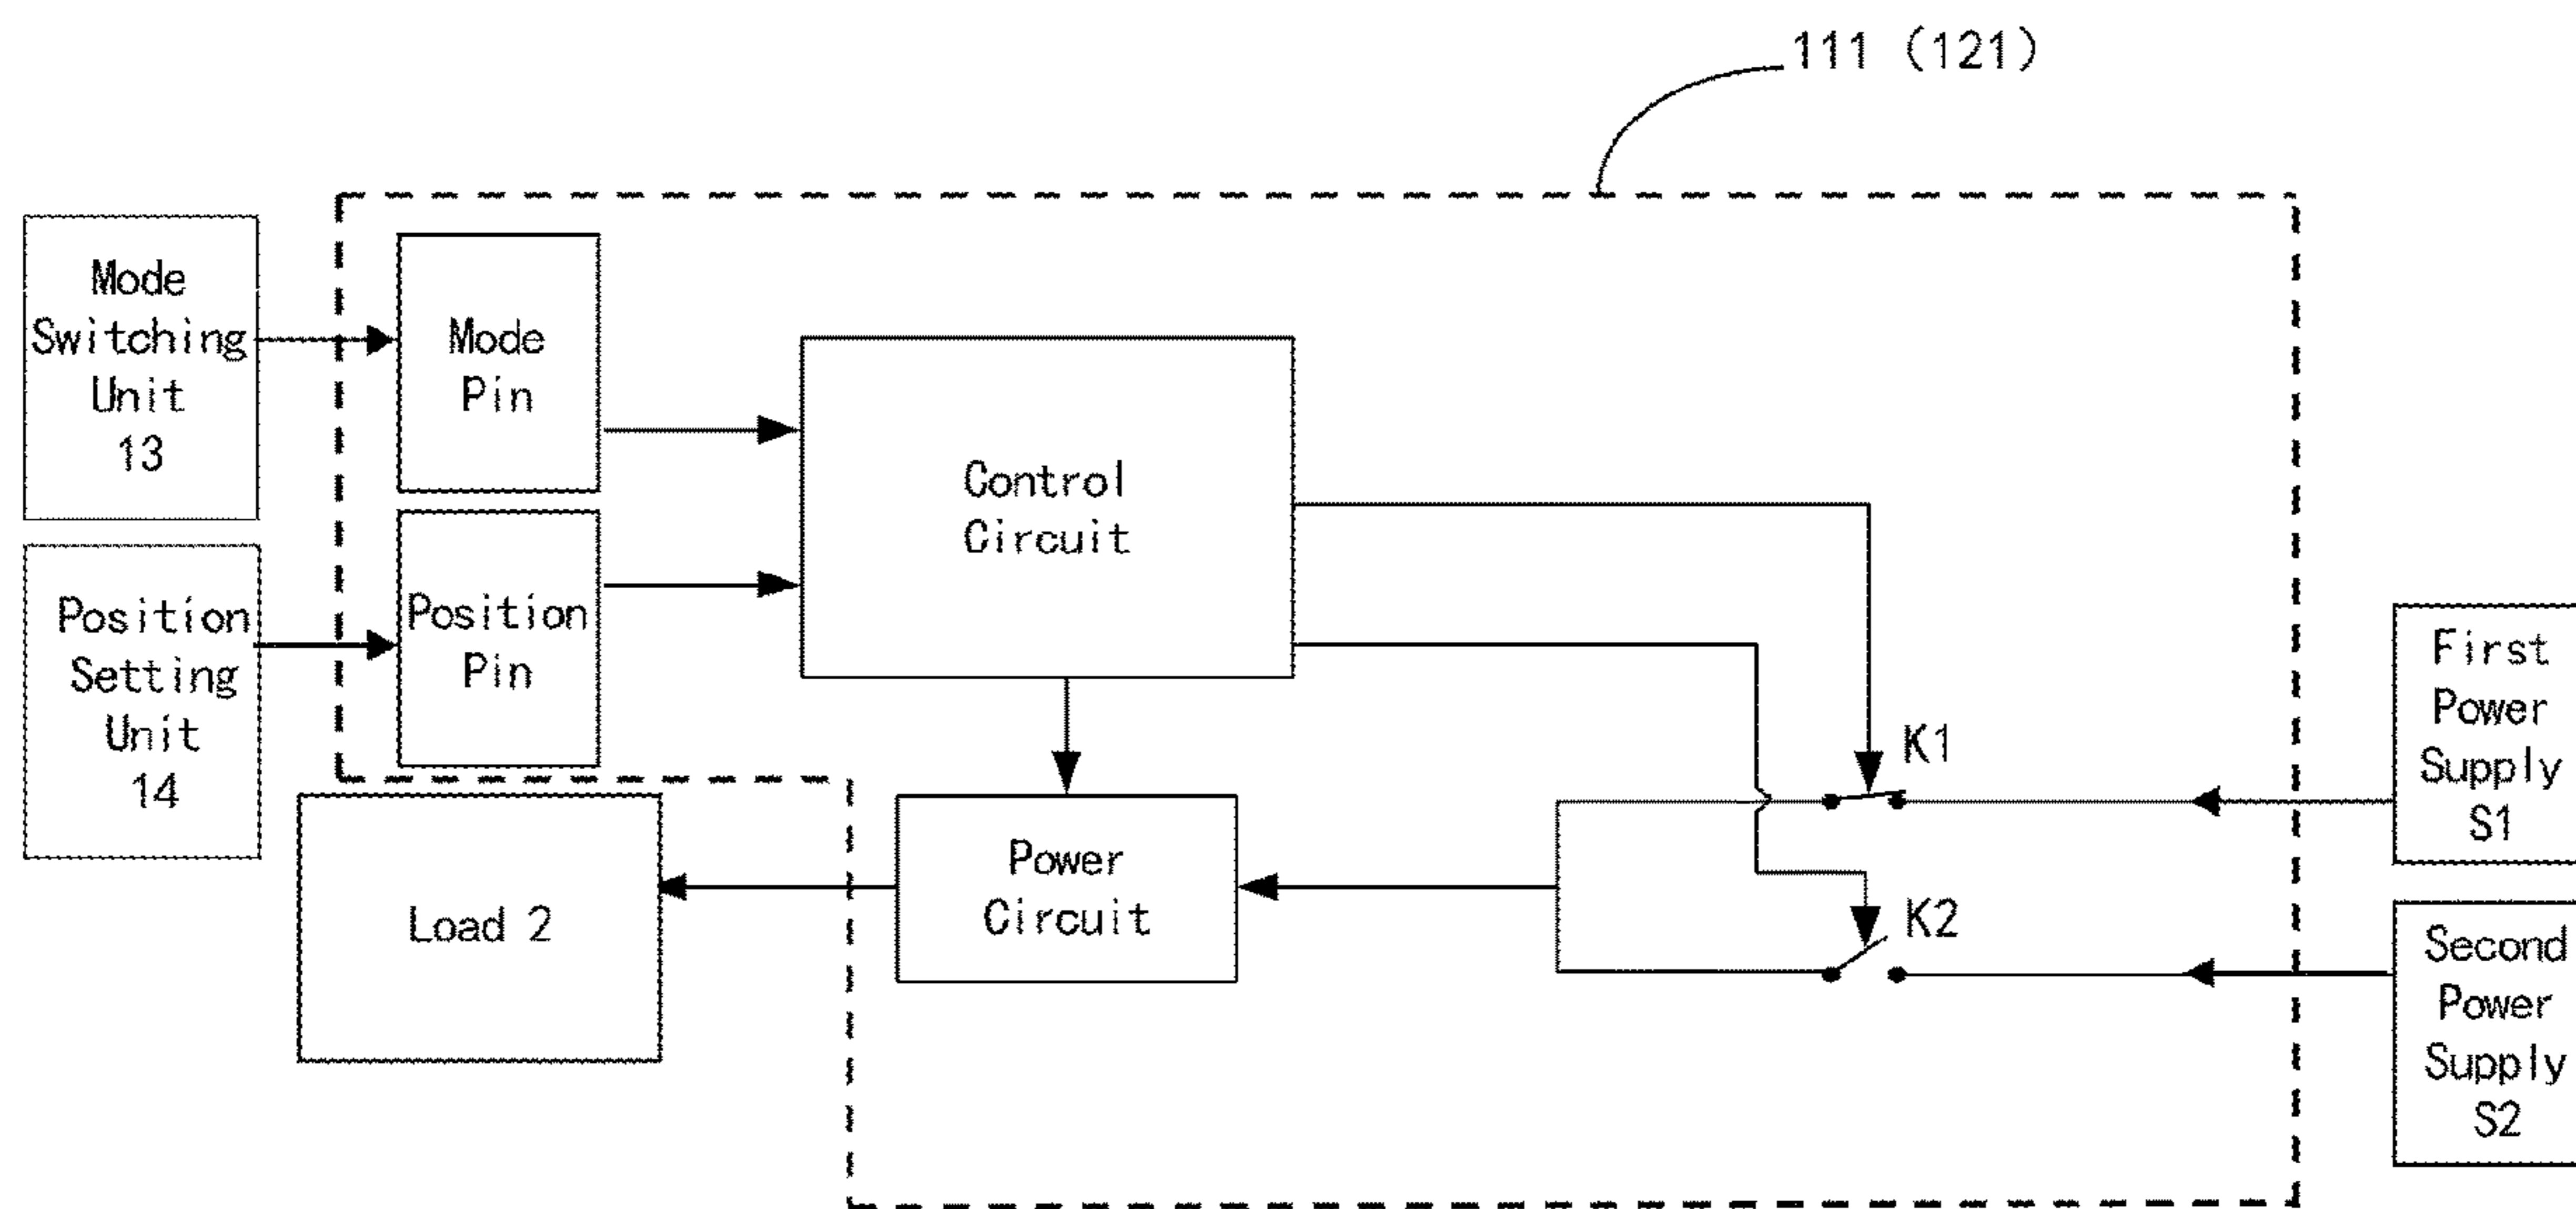 111 (121)
Mode
Switching
Unit
13
Mode
Pin
Control
Circuit
Position
Setting
Unit
14
Position
Pin
K1
First
Power
Supply
S1
Load 2
Power
Circuit
K2
Second
Power
Supply
S2